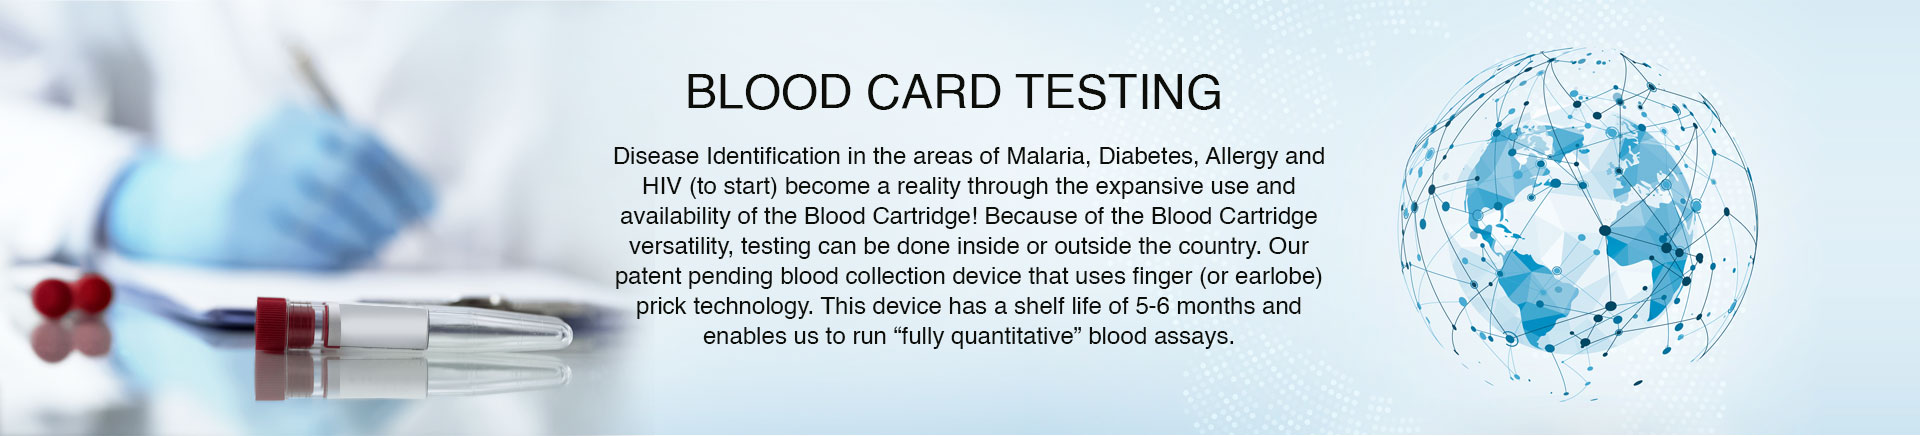 BLOOD CARD TESTING
Disease Identification in the areas of Malaria, Diabetes, Allergy and
HIV (to start) become a reality through the expansive use and
availability of the Blood Cartridge! Because of the Blood Cartridge
versatility, testing can be done inside or outside the country. Our
patent pending blood collection device that uses finger (or earlobe)
prick technology. This device has a shelf life of 5-6 months and
enables us to run “fully quantitative” blood assays.